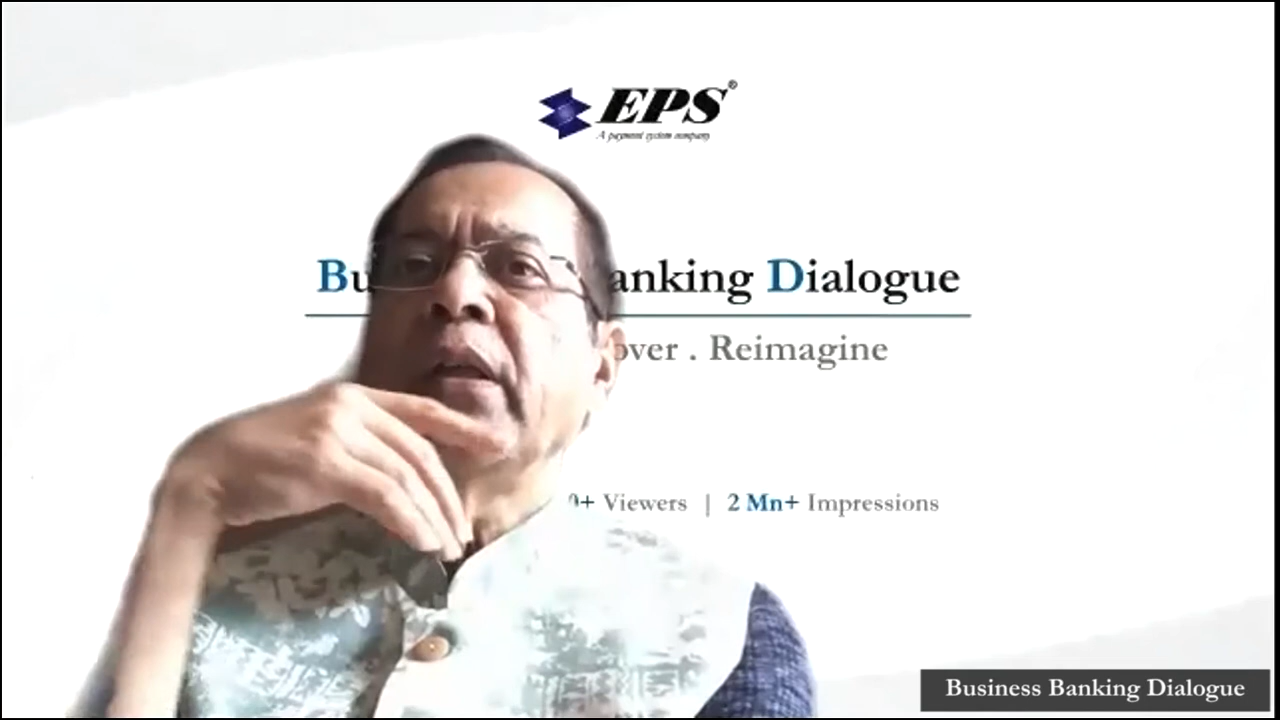 EPS®
A payment system company
Bu anking Dialogue
over . Reimagine
0+ Viewers | 2 Mn+ Impressions
Business Banking Dialogue